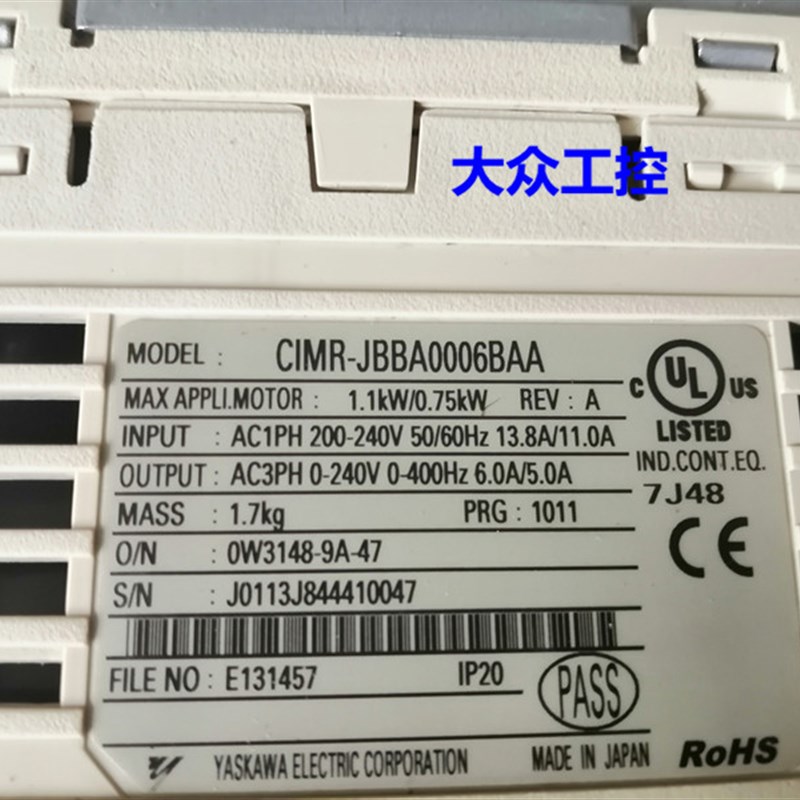 大众工控
MODEL : CIMR-JBBA0006BAA
MAX APPLI.MOTOR : 1.1kW/0.75kW REV : A
INPUT : AC1PH 200-240V 50/60Hz 13.8A/11.0A
OUTPUT : AC3PH 0-240V 0-400Hz 6.0A/5.0A
MASS : 1.7kg PRG : 1011
O/N : 0W3148-9A-47
S/N : J0113J844410047
FILE NO : E131457 IP20
PASS
YASKAWA ELECTRIC CORPORATION MADE IN JAPAN RoHS
C UL US
LISTED
IND.CONT.EQ.
7J48
CE